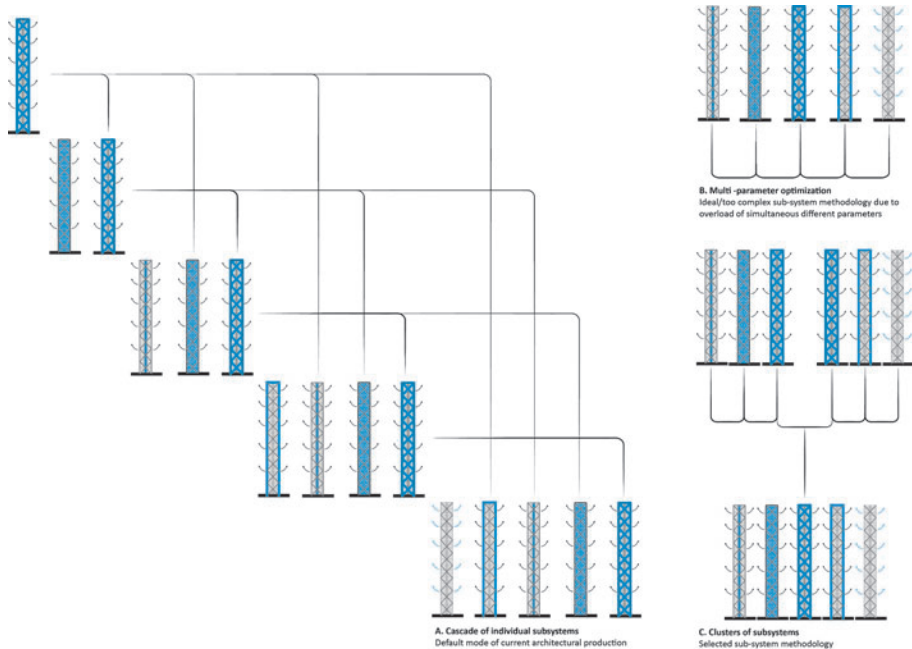 B. Multi -parameter optimization
Ideal/too complex sub-system methodology due to
overload of simultaneous different parameters
A. Cascade of individual subsystems
Default mode of current architectural production
C. Clusters of subsystems
Selected sub-system methodology